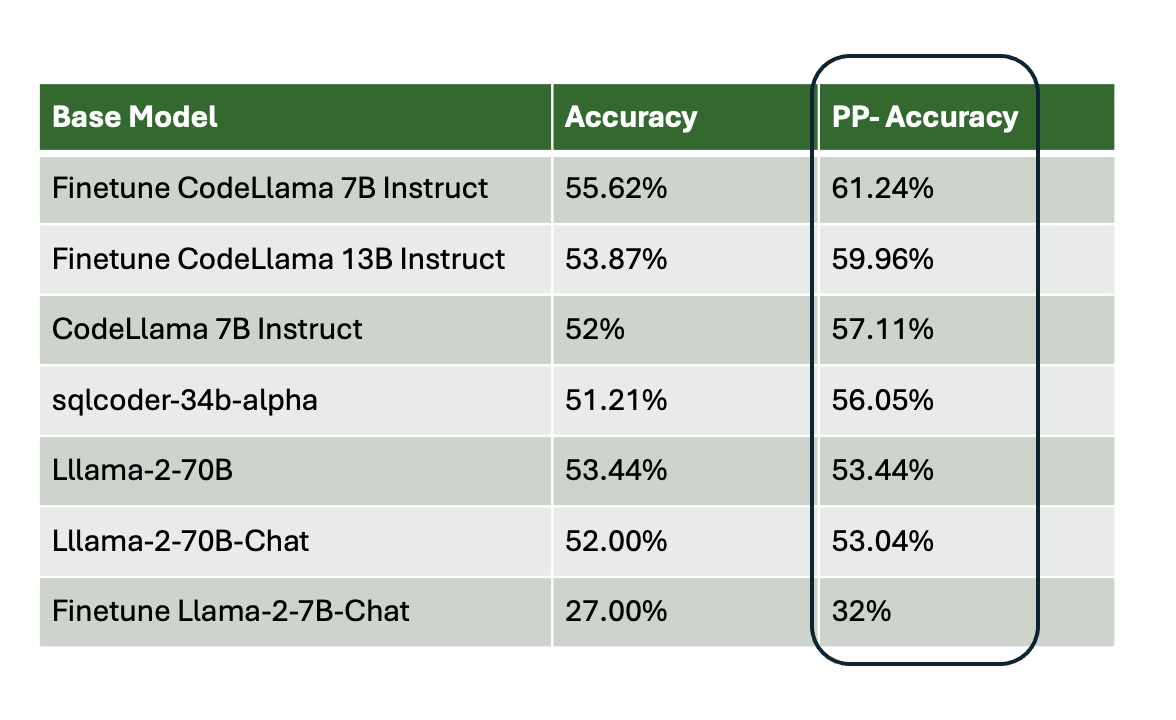 Base Model Accuracy PP- Accuracy
Finetune CodeLlama 7B Instruct 55.62% 61.24%
Finetune CodeLlama 13B Instruct 53.87% 59.96%
CodeLlama 7B Instruct 52% 57.11%
sqlcoder-34b-alpha 51.21% 56.05%
Lllama-2-70B 53.44% 53.44%
Lllama-2-70B-Chat 52.00% 53.04%
Finetune Llama-2-7B-Chat 27.00% 32%